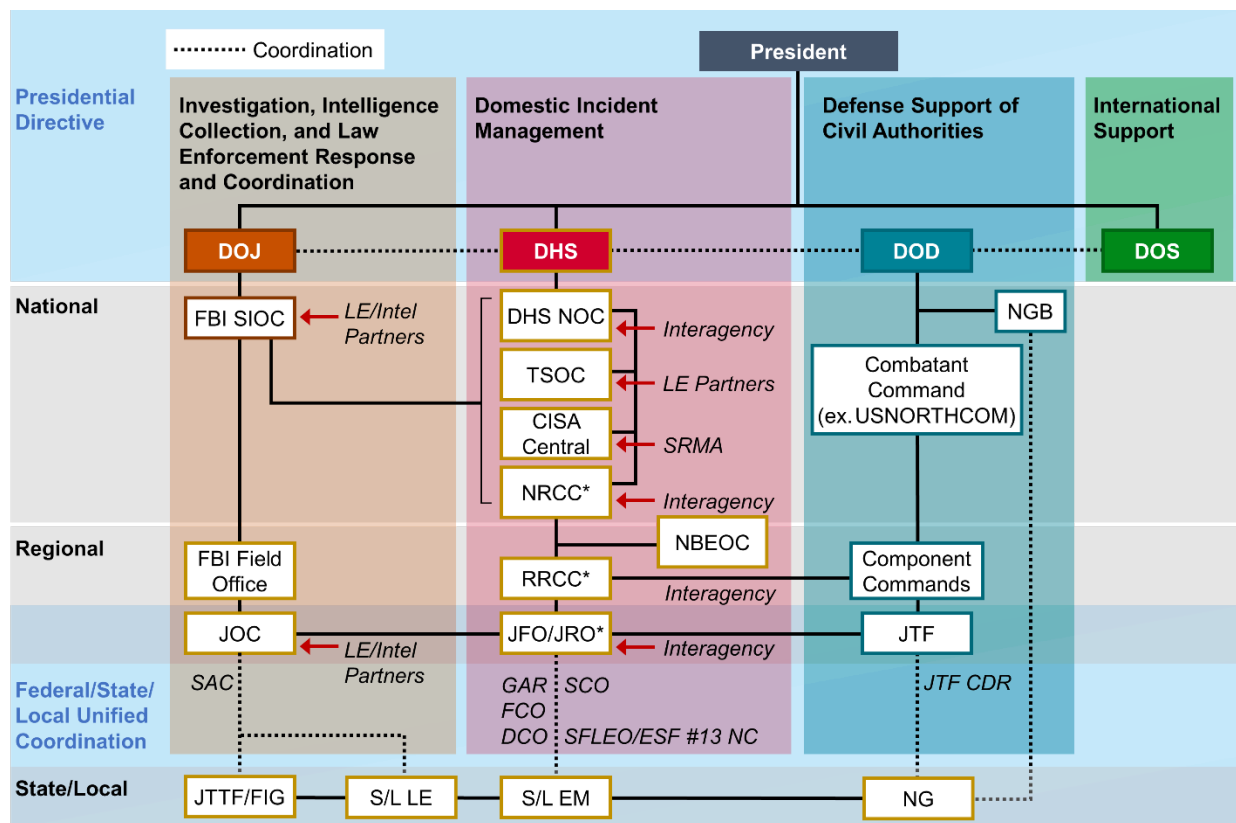 Coordination
President
Presidential
Directive
Investigation, Intelligence
Collection, and Law
Enforcement Response
and Coordination
Domestic Incident
Management
Defense Support of
Civil Authorities
International
Support
DOJ
DHS
DOD
DOS
National
FBI SIOC
LE/Intel
Partners
DHS NOC
Interagency
NGB
TSOC
LE Partners
Combatant
Command
(ex. USNORTHCOM)
CISA
Central
SRMA
NRCC*
Interagency
Regional
FBI Field
Office
NBEOC
RRCC*
Interagency
Component
Commands
JOC
LE/Intel
Partners
JFO/JRO*
Interagency
JTF
Federal/State/
Local Unified
Coordination
SAC
GAR SCO
FCO
DCO SFLEO/ESF #13 NC
JTF CDR
State/Local
JTTF/FIG
S/L LE
S/L EM
NG